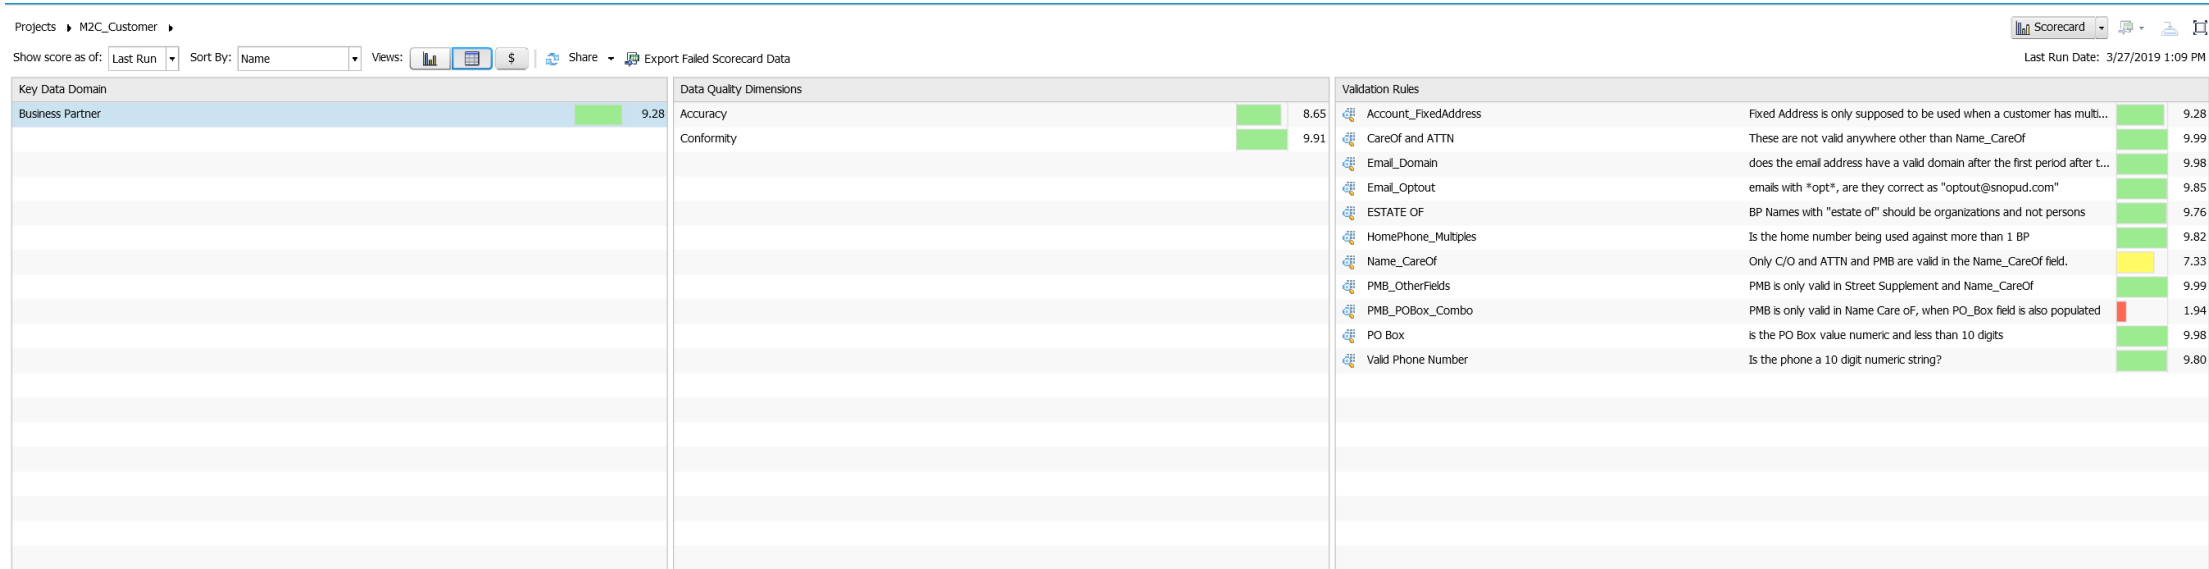 Projects M2C_Customer Scorecard
Show score as of: Last Run Sort By: Name Views: $ Share Export Failed Scorecard Data Last Run Date: 3/27/2019 1:09 PM
Key Data Domain Data Quality Dimensions Validation Rules
Business Partner 9.28 Accuracy 8.65 Account_FixedAddress Fixed Address is only supposed to be used when a customer has multi... 9.28
Conformity 9.91 CareOf and ATTN These are not valid anywhere other than Name_CareOf 9.99
Email_Domain does the email address have a valid domain after the first period after t... 9.98
Email_Optout emails with *opt*, are they correct as "optout@snopud.com" 9.85
ESTATE OF BP Names with "estate of" should be organizations and not persons 9.76
HomePhone_Multiples Is the home number being used against more than 1 BP 9.82
Name_CareOf Only C/O and ATTN and PMB are valid in the Name_CareOf field. 7.33
PMB_OtherFields PMB is only valid in Street Supplement and Name_CareOf 9.99
PMB_POBox_Combo PMB is only valid in Name Care oF, when PO_Box field is also populated 1.94
PO Box is the PO Box value numeric and less than 10 digits 9.98
Valid Phone Number Is the phone a 10 digit numeric string? 9.80